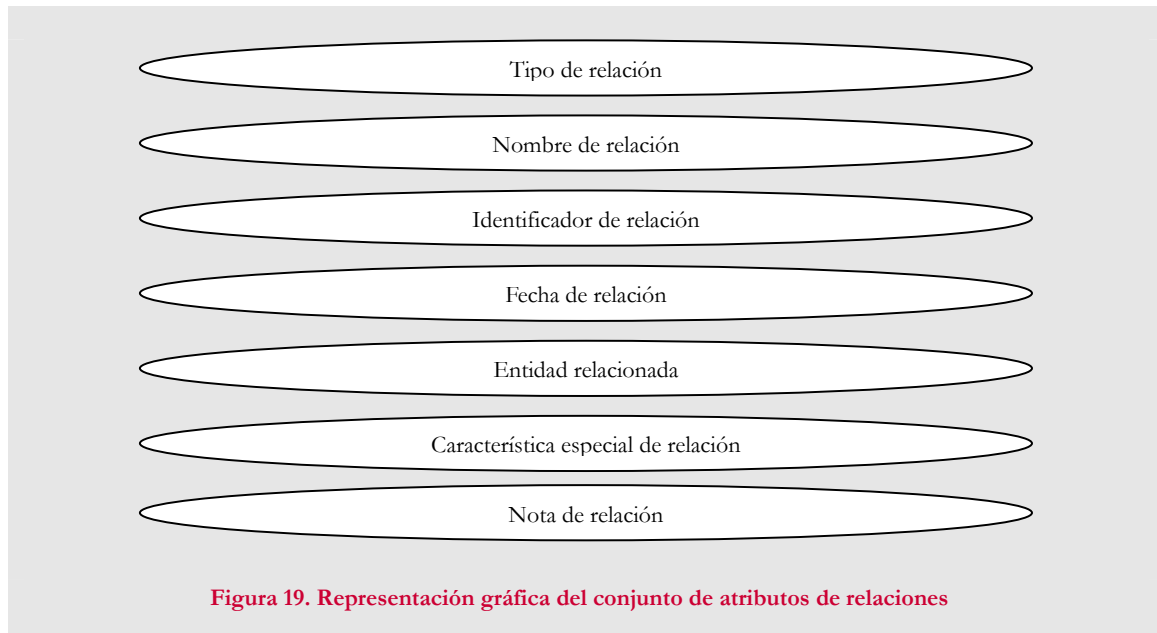 Tipo de relación
Nombre de relación
Identificador de relación
Fecha de relación
Entidad relacionada
Característica especial de relación
Nota de relación
Figura 19. Representación gráfica del conjunto de atributos de relaciones